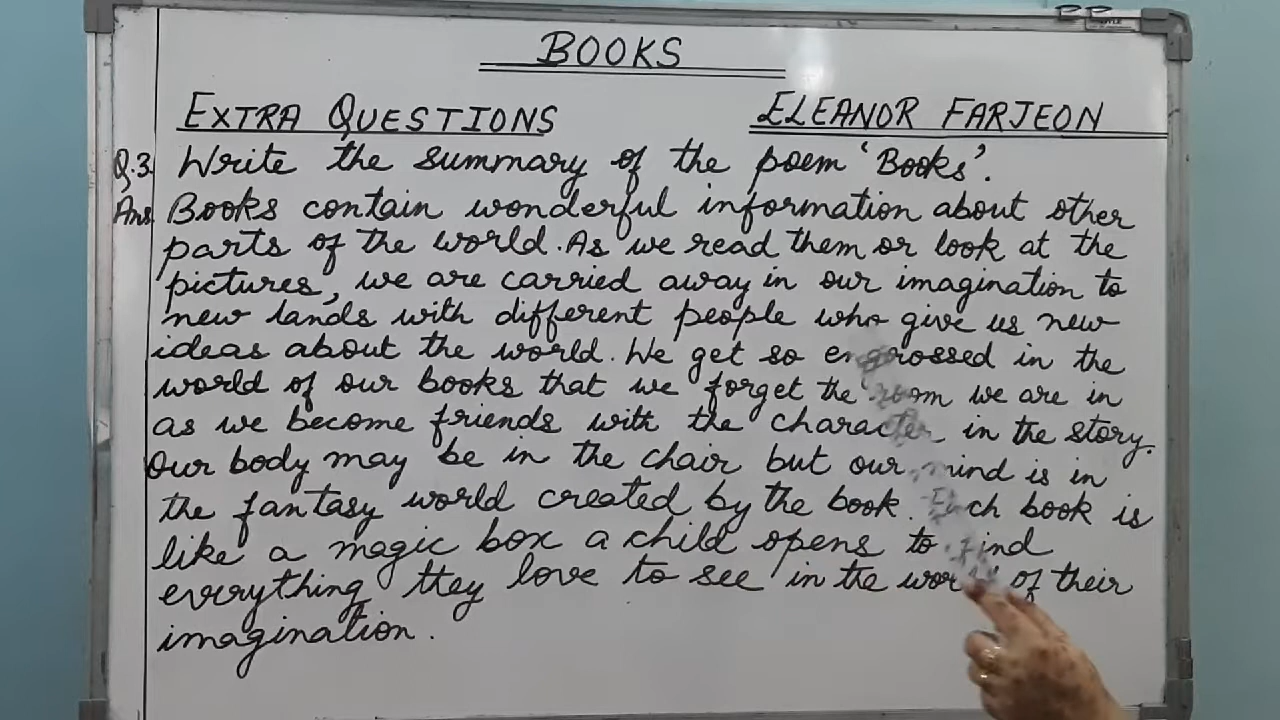 BOOKS
EXTRA QUESTIONS ELEANOR FARJEON
Q.3. Write the summary of the poem 'Books'.
Ans. Books contain wonderful information about other
parts of the world. As we read them or look at the
pictures, we are carried away in our imagination to
new lands with different people who give us new
ideas about the world. We get so engrossed in the
world of our books that we forget the room we are in
as we become friends with the character in the story.
Our body may be in the chair but our mind is in
the fantasy world created by the book. Each book is
like a magic box a child opens to find
everything they love to see in the world of their
imagination.